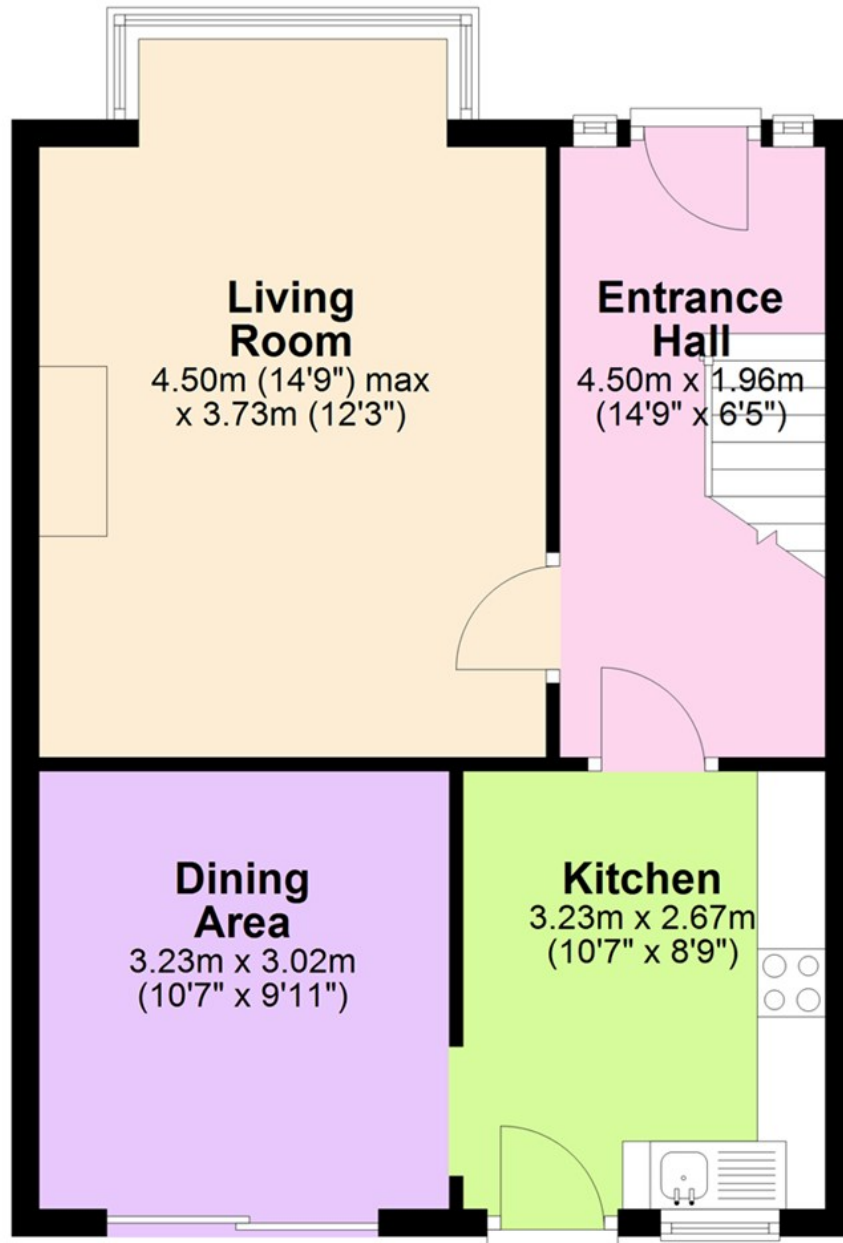 Living
Room
4.50m (14'9") max
x 3.73m (12'3")
Entrance
Hall
4.50m x 1.96m
(14'9" x 6'5")
Dining
Area
3.23m x 3.02m
(10'7" x 9'11")
Kitchen
3.23m x 2.67m
(10'7" x 8'9")